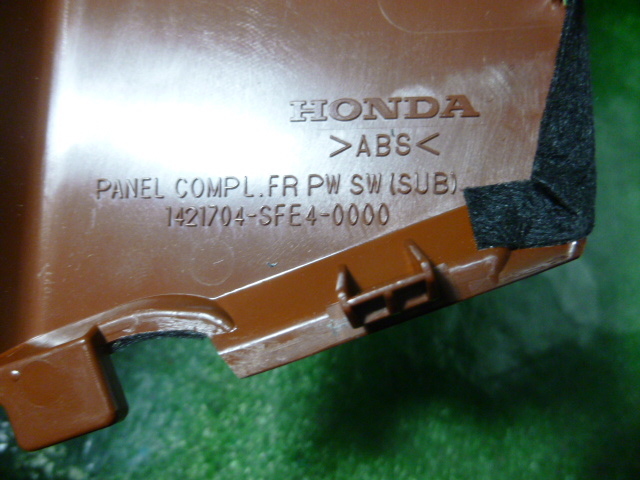 HONDA
>ABS<
PANEL COMPL.FR PW SW(SUB)
1421704-SFE4-0000